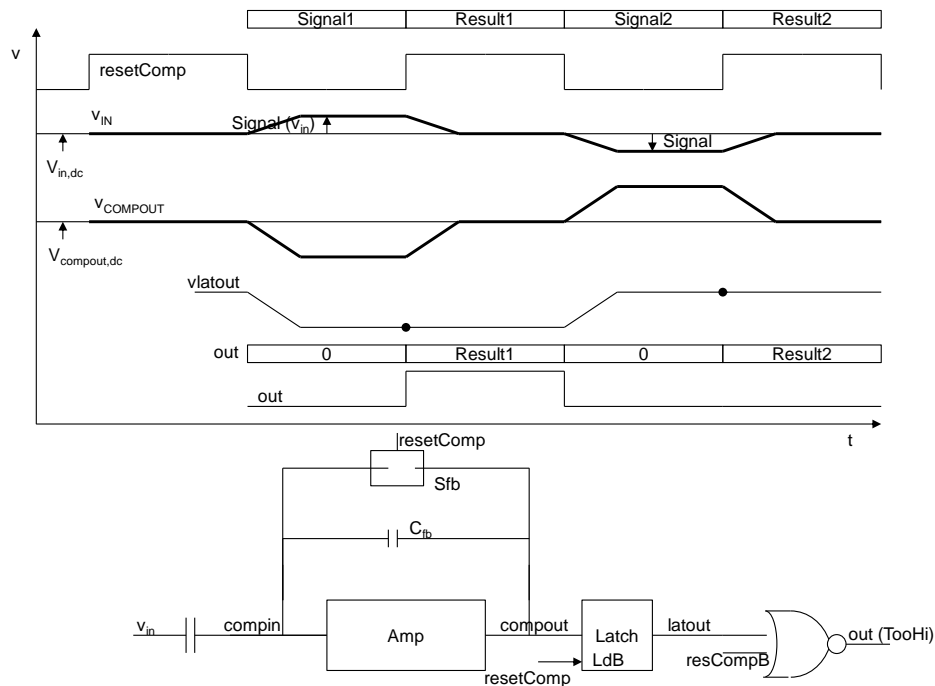 Signal1 Result1 Signal2 Result2
v
resetComp
vIN
Signal (vin)
Signal
Vin,dc
vCOMPOUT
Vcompout,dc
vlatout
out 0 Result1 0 Result2
out
t
resetComp
Sfb
Cfb
vin compin Amp compout Latch latout out (TooHi)
LdB resCompB
resetComp